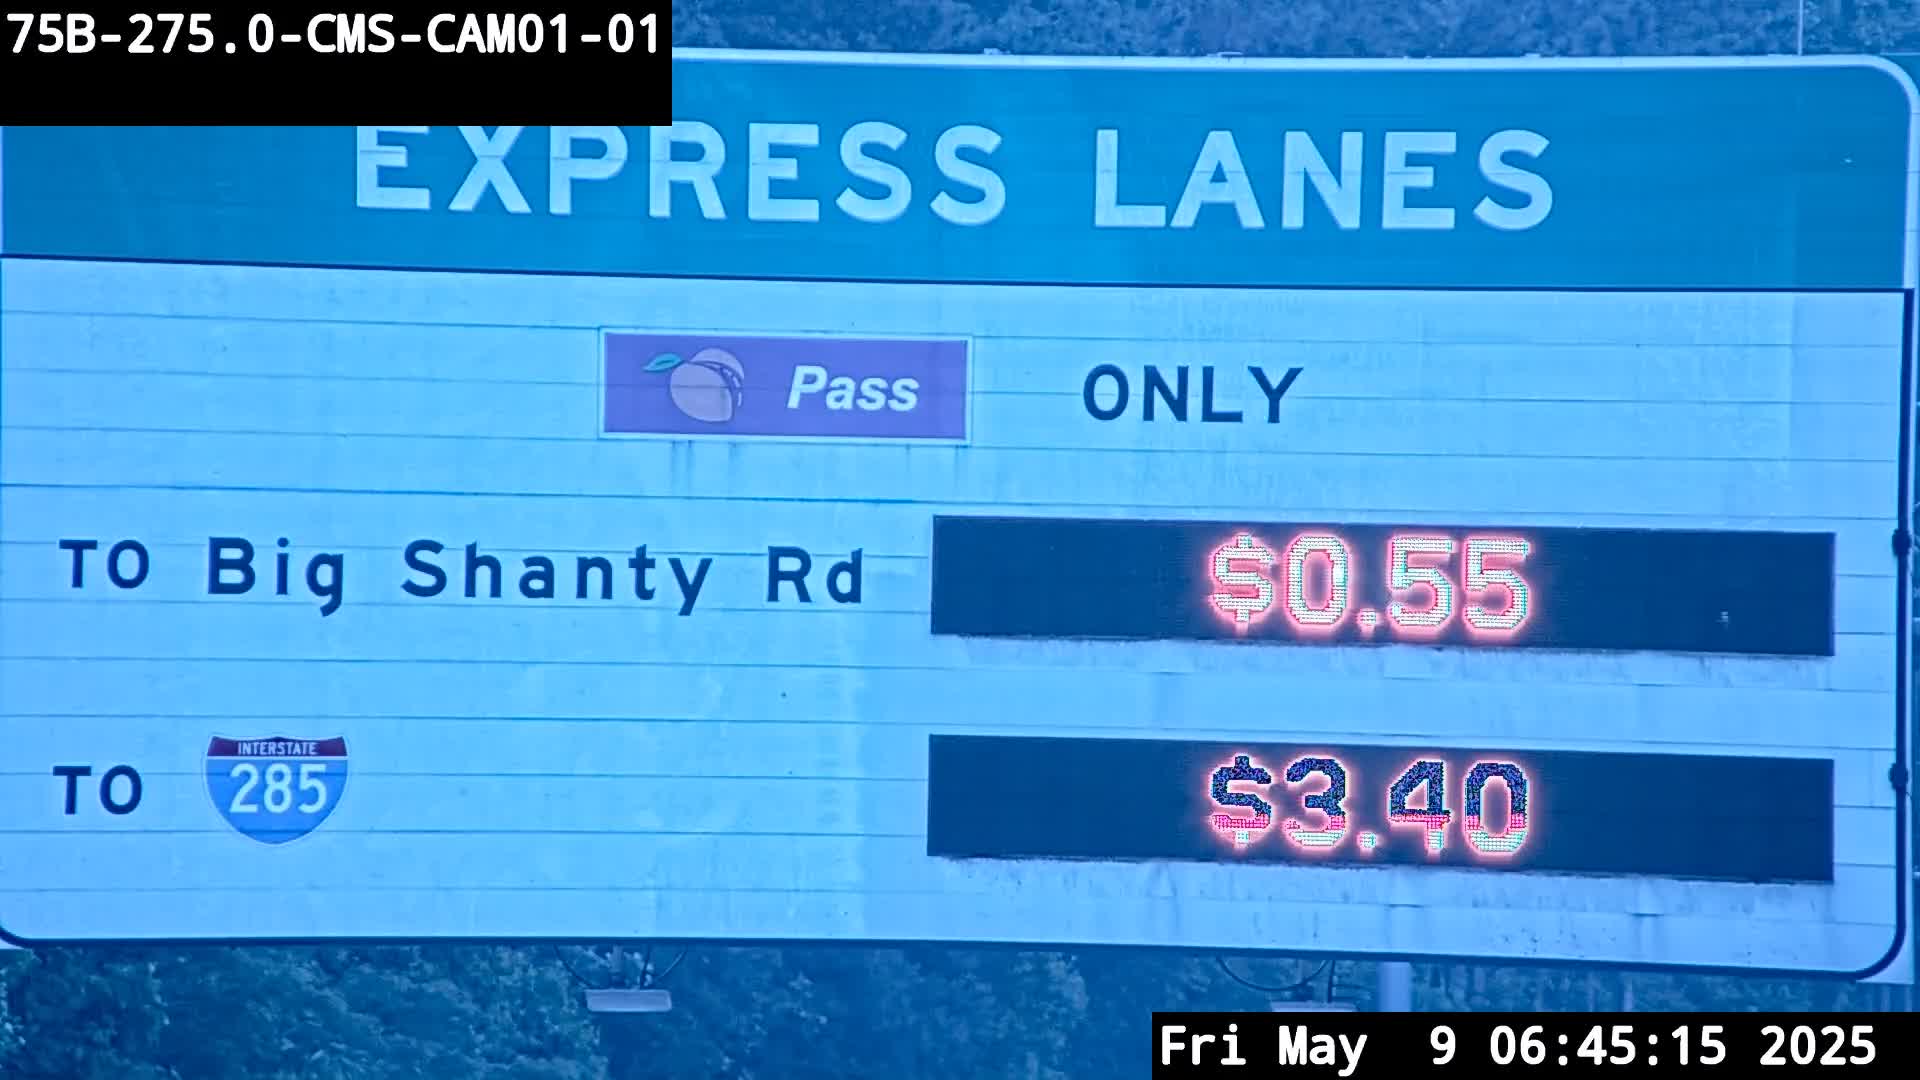 75B-275.0-CMS-CAM01-01
EXPRESS LANES
Pass ONLY
TO Big Shanty Rd $0.55
INTERSTATE
TO 285 $3.40
Fri May 9 06:45:15 2025